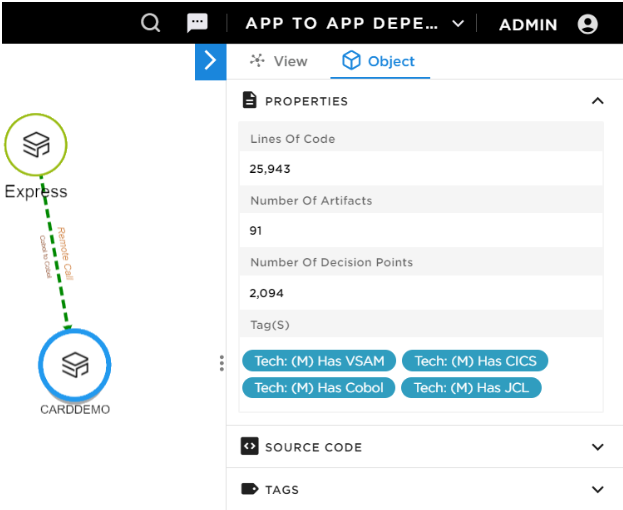 APP TO APP DEPE...
ADMIN
View
Object
PROPERTIES
Lines Of Code
25,943
Number Of Artifacts
91
Number Of Decision Points
2,094
Tag(S)
Tech: (M) Has VSAM
Tech: (M) Has CICS
Tech: (M) Has Cobol
Tech: (M) Has JCL
SOURCE CODE
TAGS
Express
Remote Call
Cobol to Cobol
CARDDEMO